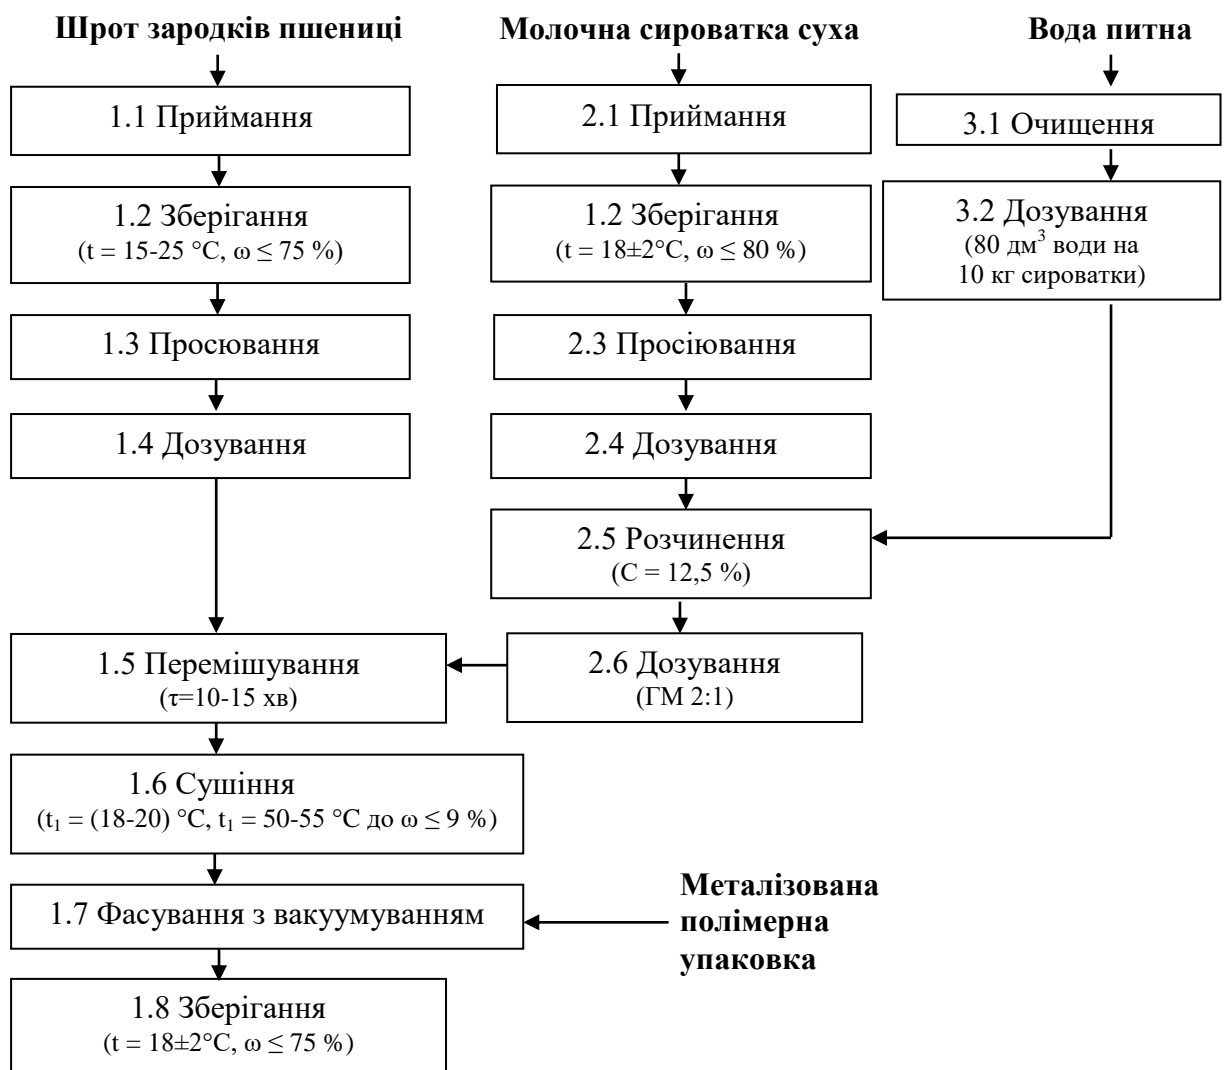 Шрот зародків пшениці
Молочна сироватка суха
Вода питна
1.1 Приймання
2.1 Приймання
3.1 Очищення
1.2 Зберігання
(t = 15-25 °C, ω ≤ 75 %)
1.2 Зберігання
(t = 18±2°C, ω ≤ 80 %)
3.2 Дозування
(80 дм³ води на
10 кг сироватки)
1.3 Просювання
2.3 Просіювання
1.4 Дозування
2.4 Дозування
2.5 Розчинення
(С = 12,5 %)
1.5 Перемішування
(τ=10-15 хв)
2.6 Дозування
(ГМ 2:1)
1.6 Сушіння
(t₁ = (18-20) °C, t₁ = 50-55 °C до ω ≤ 9 %)
1.7 Фасування з вакуумуванням
Металізована
полімерна
упаковка
1.8 Зберігання
(t = 18±2°C, ω ≤ 75 %)